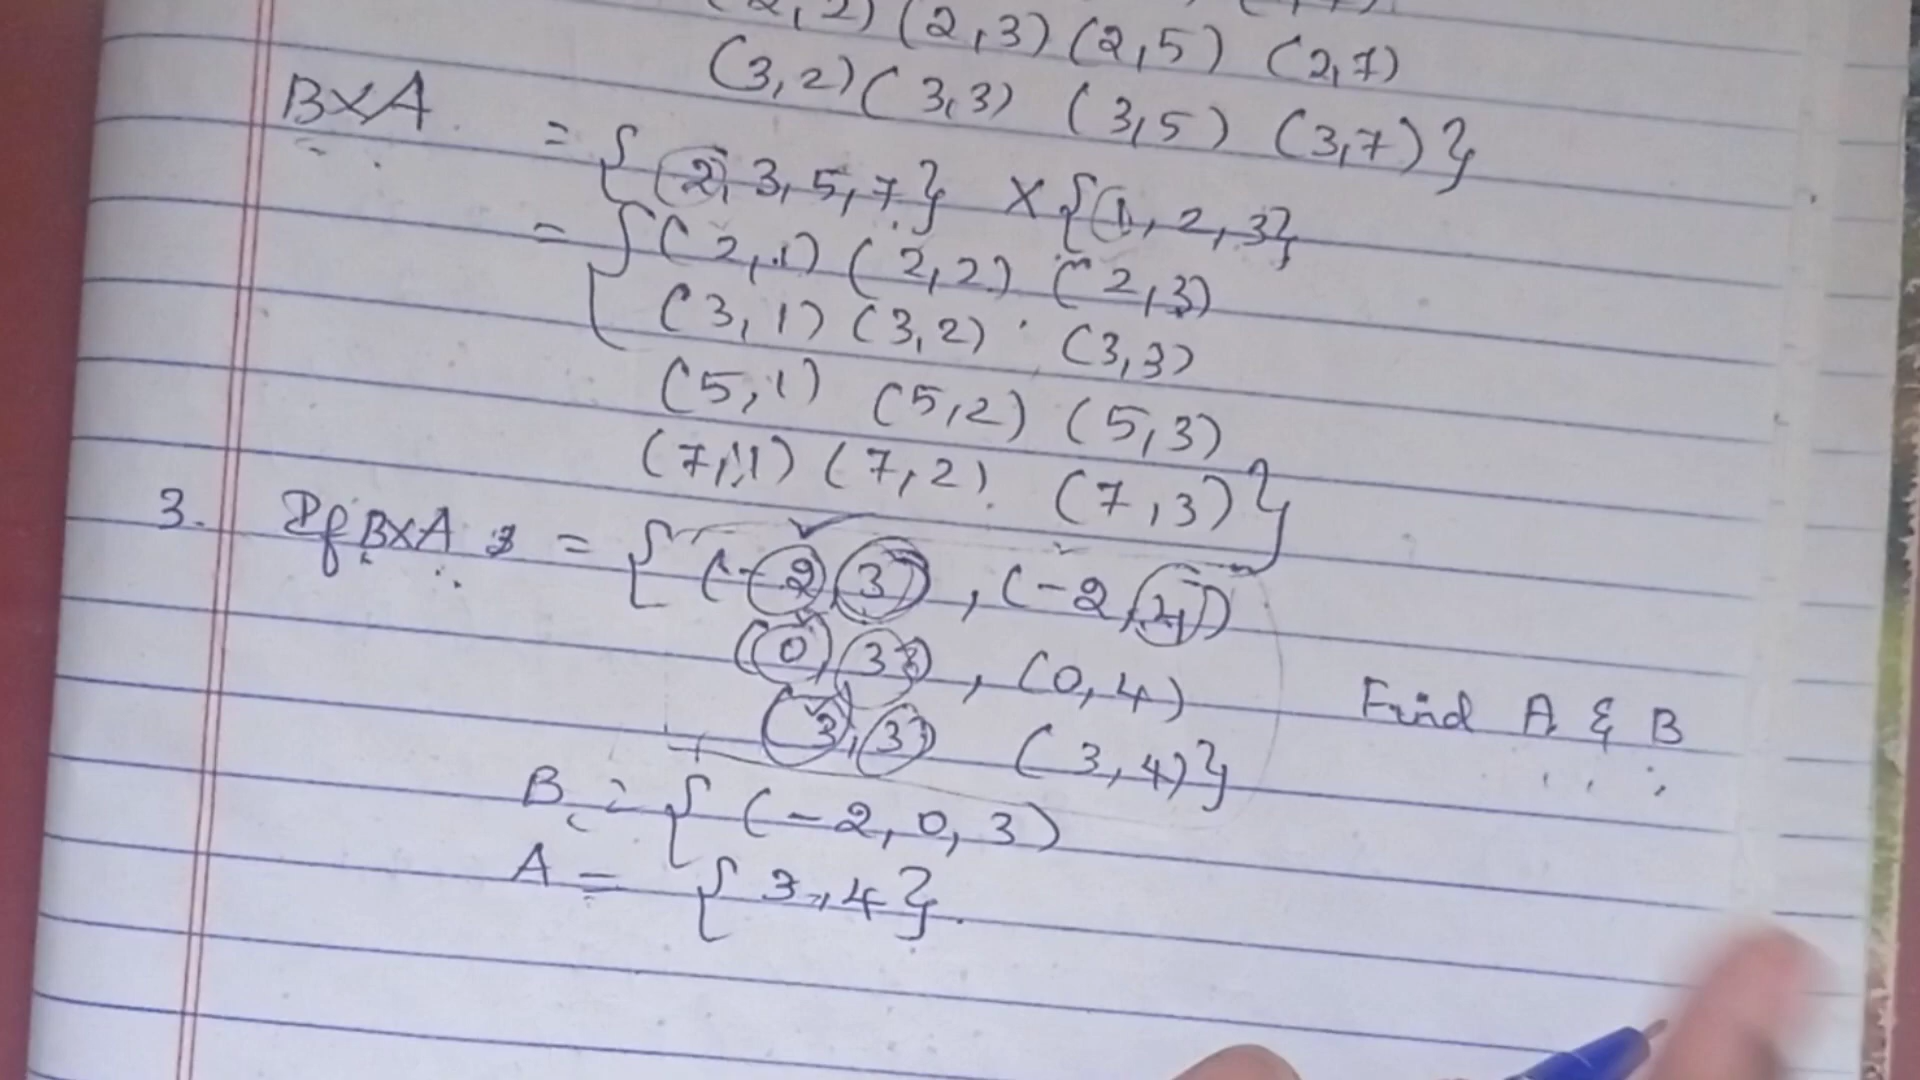 (2,2) (2,3) (2,5) (2,7)
(3,2) (3,3) (3,5) (3,7)}
B×A = {2, 3, 5, 7} × {1, 2, 3}
= {(2,1) (2,2) (2,3)
(3,1) (3,2) (3,3)
(5,1) (5,2) (5,3)
(7,1) (7,2) (7,3)}
3. If B×A = {(-2,3), (-2,4)
(0,3), (0,4) Find A & B
(3,3) (3,4)}
B = {(-2,0,3)
A = {3,4}.